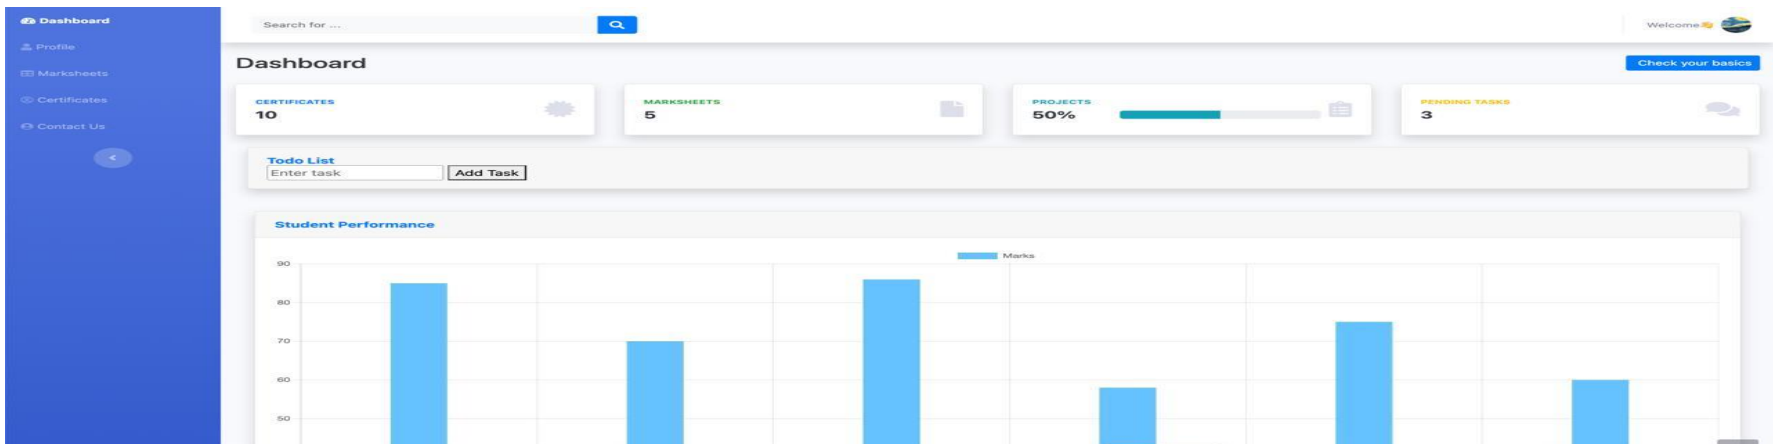 Dashboard
Profile
Marksheets
Certificates
Contact Us
Search for ...
Welcome👋
Dashboard
Check your basics
CERTIFICATES
10
MARKSHEETS
5
PROJECTS
50%
PENDING TASKS
3
Todo List
Enter task
Add Task
Student Performance
Marks
90
80
70
60
50